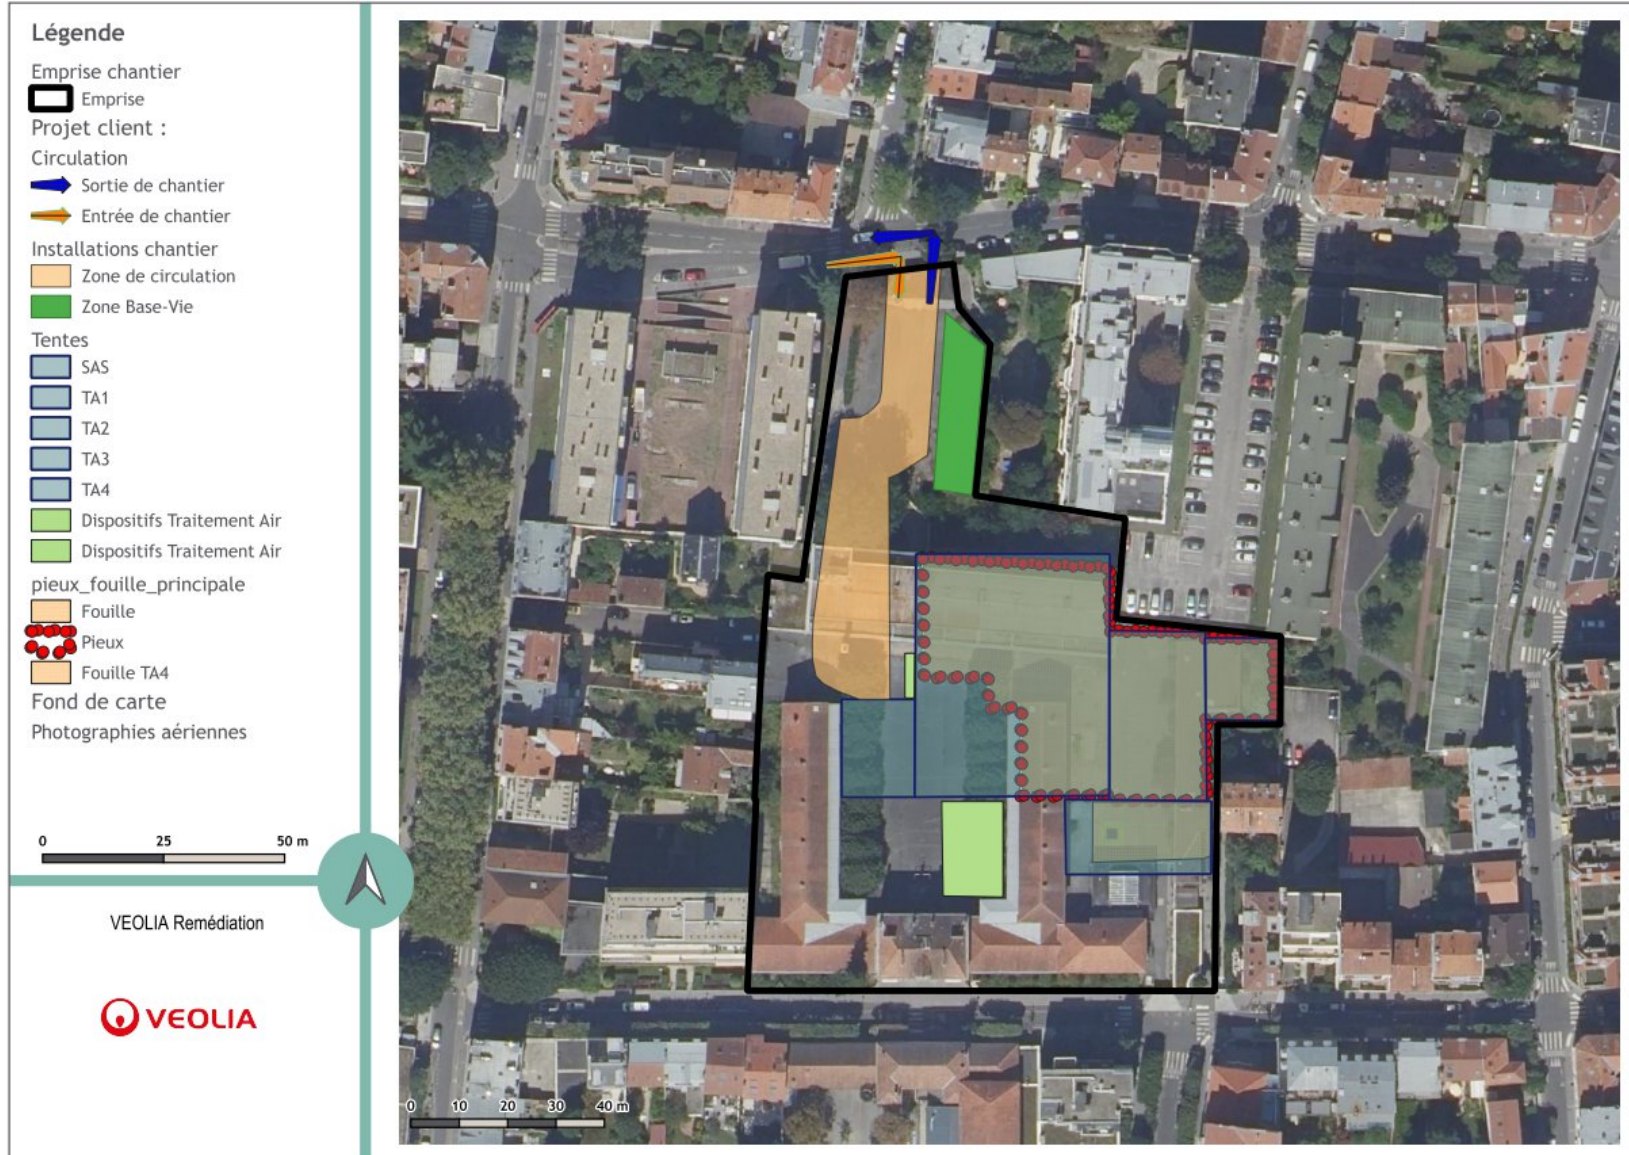 Légende
Emprise chantier
Emprise
Projet client :
Circulation
Sortie de chantier
Entrée de chantier
Installations chantier
Zone de circulation
Zone Base-Vie
Tentes
SAS
TA1
TA2
TA3
TA4
Dispositifs Traitement Air
Dispositifs Traitement Air
pieux_fouille_principale
Fouille
Pieux
Fouille TA4
Fond de carte
Photographies aériennes
0 25 50 m
VEOLIA Remédiation
VEOLIA
0 10 20 30 40 m